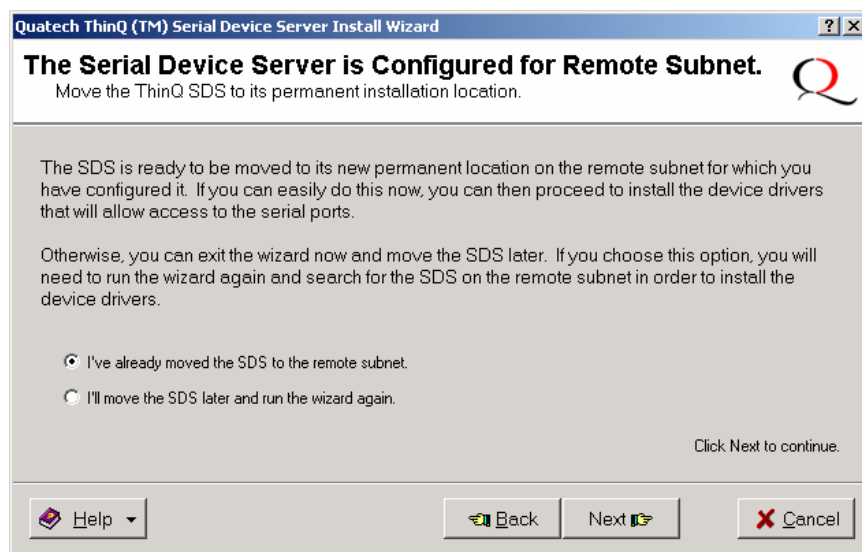 Quatech ThinQ (TM) Serial Device Server Install Wizard
The Serial Device Server is Configured for Remote Subnet.
Move the ThinQ SDS to its permanent installation location.
The SDS is ready to be moved to its new permanent location on the remote subnet for which you
have configured it. If you can easily do this now, you can then proceed to install the device drivers
that will allow access to the serial ports.
Otherwise, you can exit the wizard now and move the SDS later. If you choose this option, you will
need to run the wizard again and search for the SDS on the remote subnet in order to install the
device drivers.
I've already moved the SDS to the remote subnet.
I'll move the SDS later and run the wizard again.
Click Next to continue.
Help Back Next Cancel